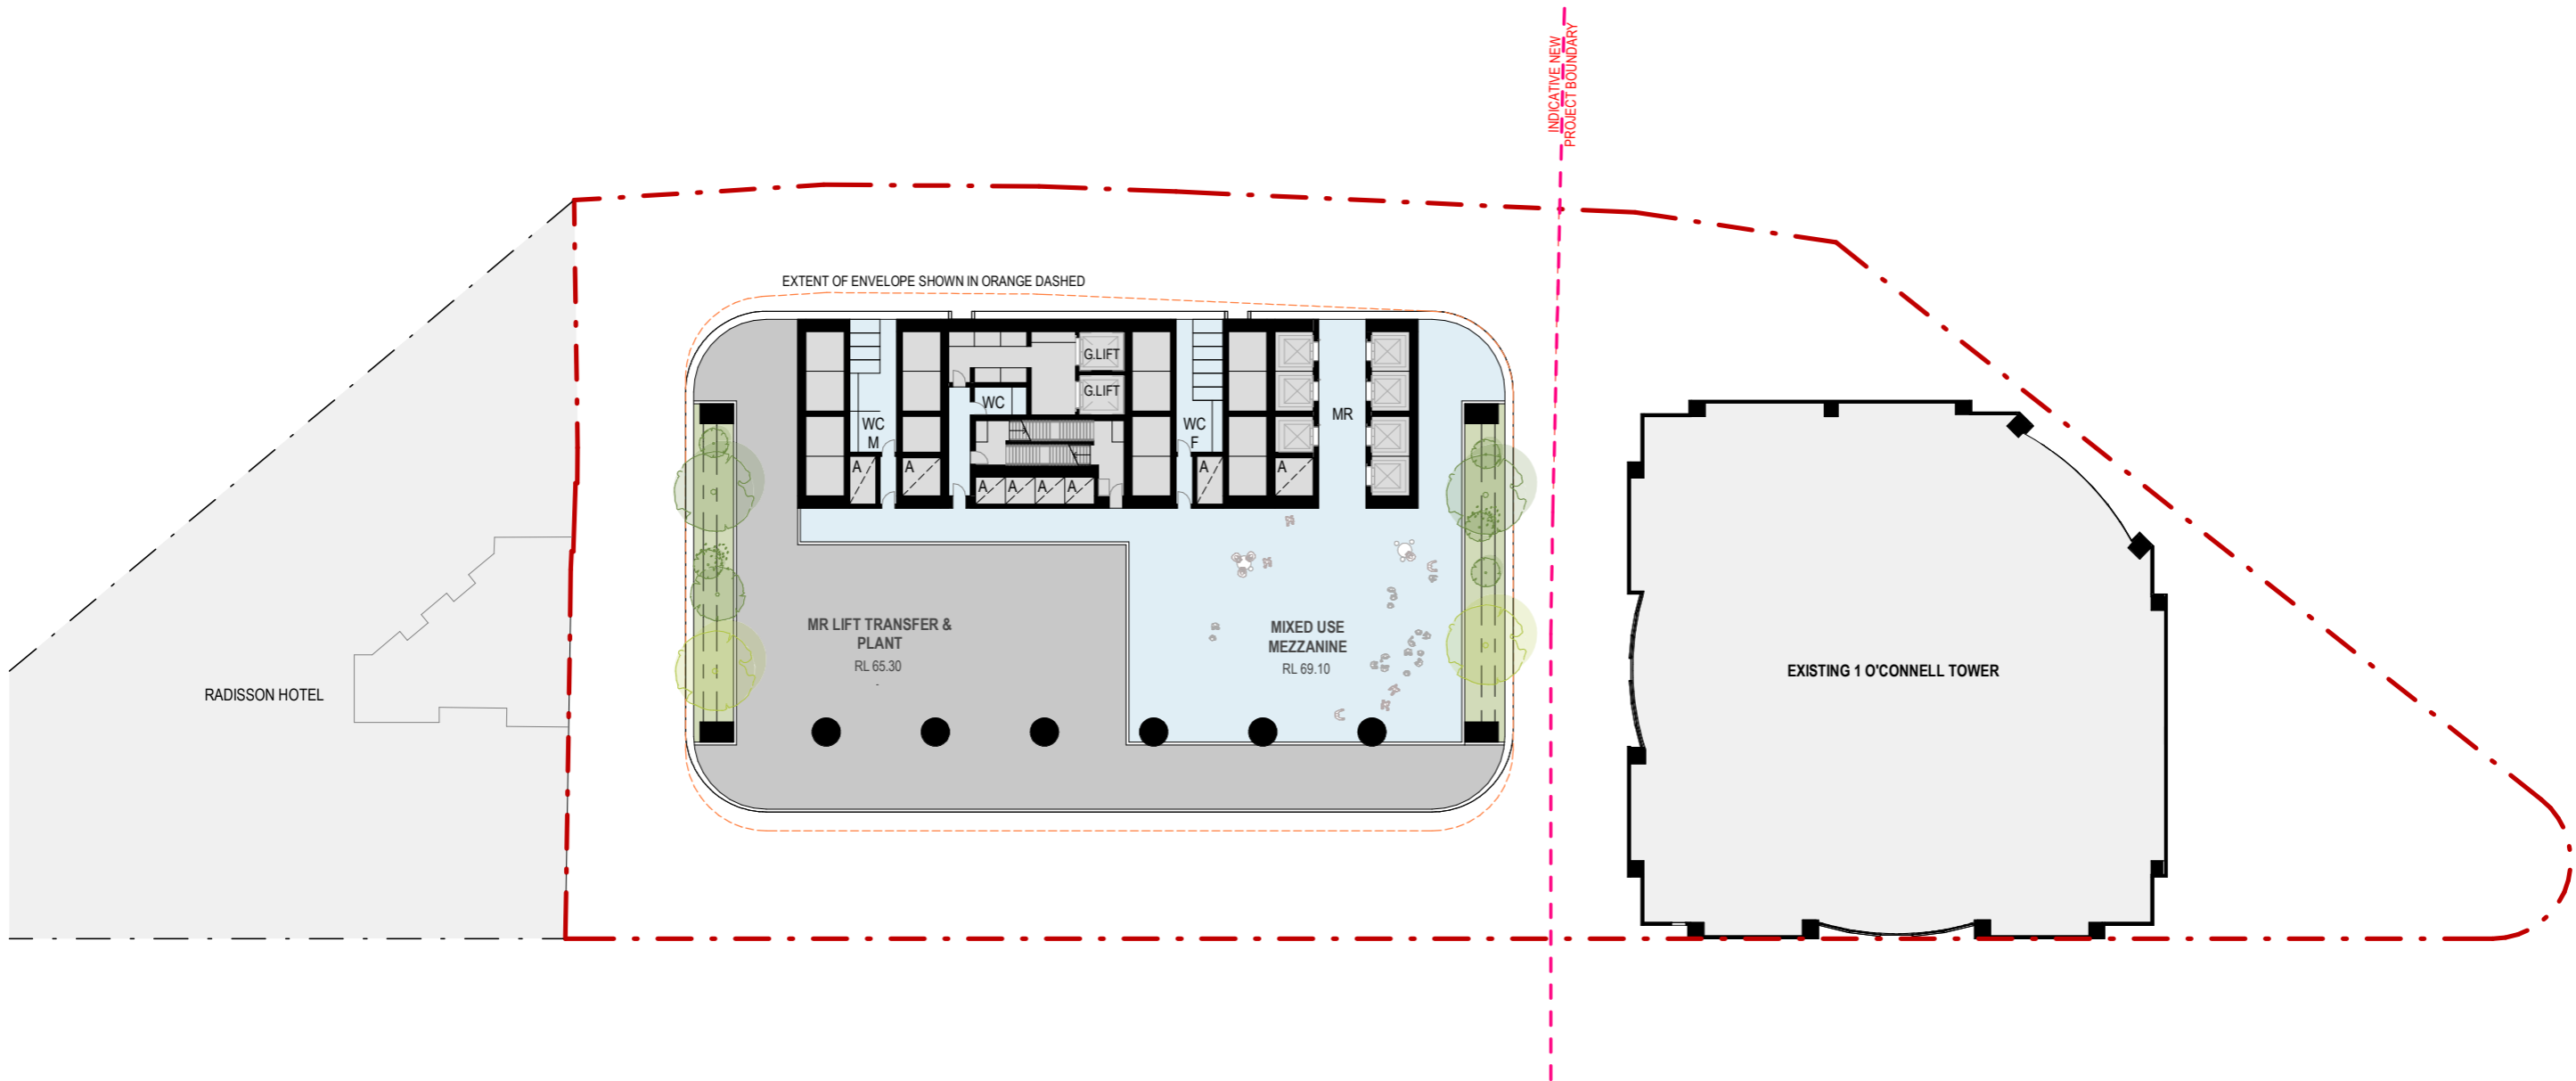 INDICATIVE NEW
PROJECT BOUNDARY
EXTENT OF ENVELOPE SHOWN IN ORANGE DASHED
G.LIFT
G.LIFT
WC
WC
M
WC
F
MR
A
A
A
A
A
A
A
A
MR LIFT TRANSFER &
PLANT
RL 65.30
-
MIXED USE
MEZZANINE
RL 69.10
RADISSON HOTEL
EXISTING 1 O'CONNELL TOWER